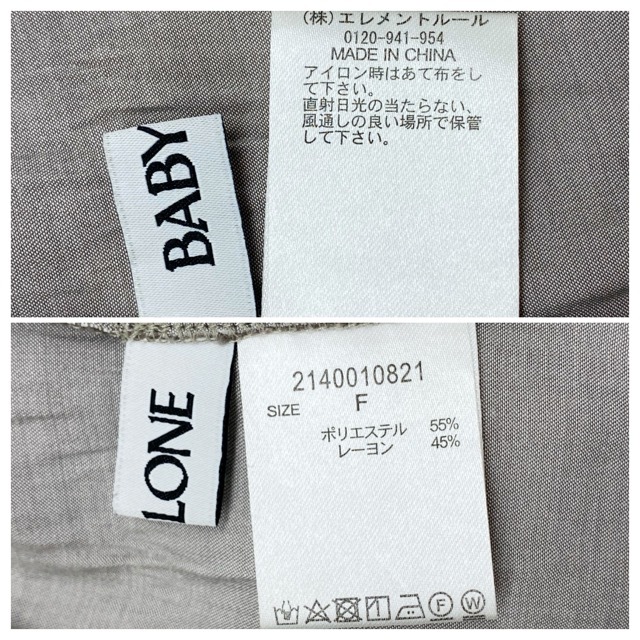 BABY
(株)エレメントルール
0120-941-954
MADE IN CHINA
アイロン時はあて布をし
て下さい。
直射日光の当たらない、
風通しの良い場所で保管
して下さい。
LONE
2140010821
SIZE F
ポリエステル 55%
レーヨン 45%
F W